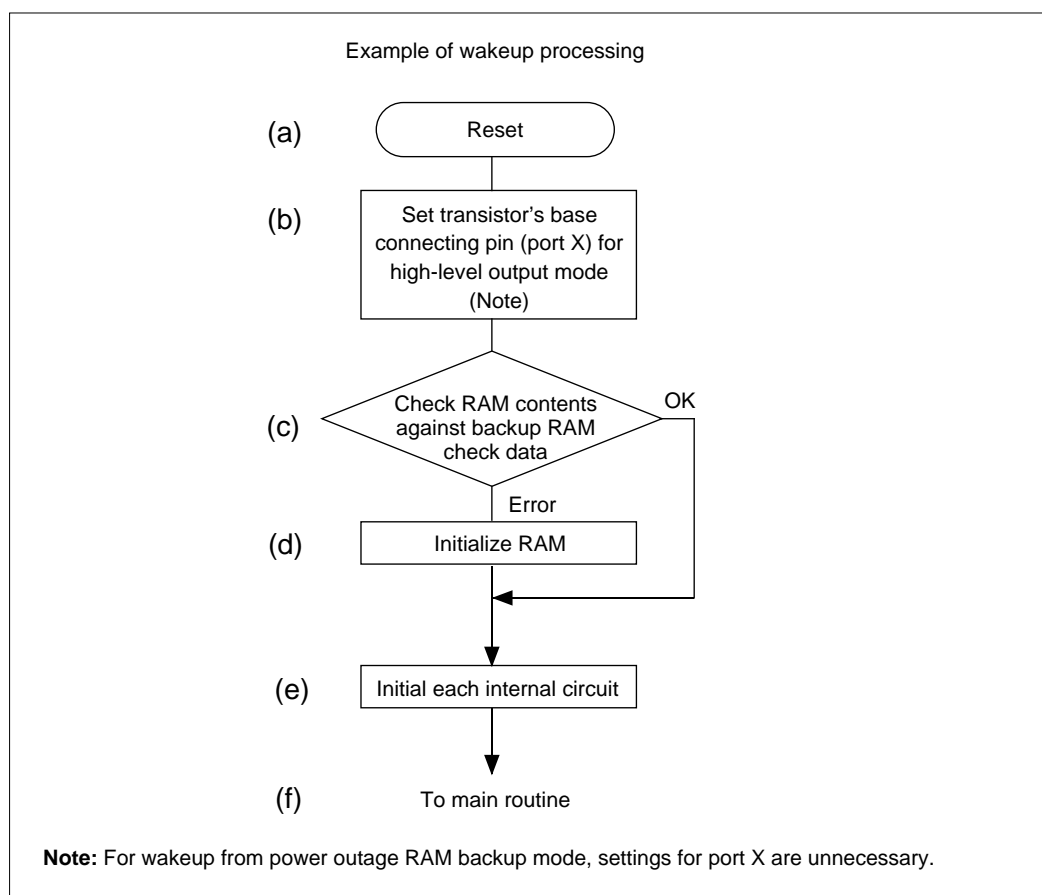 Example of wakeup processing
(a)
Reset
(b)
Set transistor's base
connecting pin (port X) for
high-level output mode
(Note)
(c)
Check RAM contents
against backup RAM
check data
OK
Error
(d)
Initialize RAM
(e)
Initial each internal circuit
(f)
To main routine
Note: For wakeup from power outage RAM backup mode, settings for port X are unnecessary.